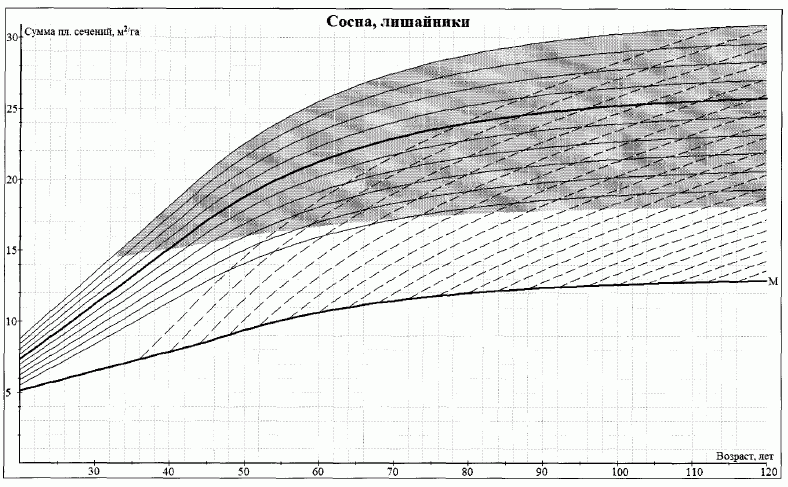 Сосна, лишайники
Сумма пл. сечений, м²/га
30
25
20
15
10
5
М
Возраст, лет
30 40 50 60 70 80 90 100 110 120